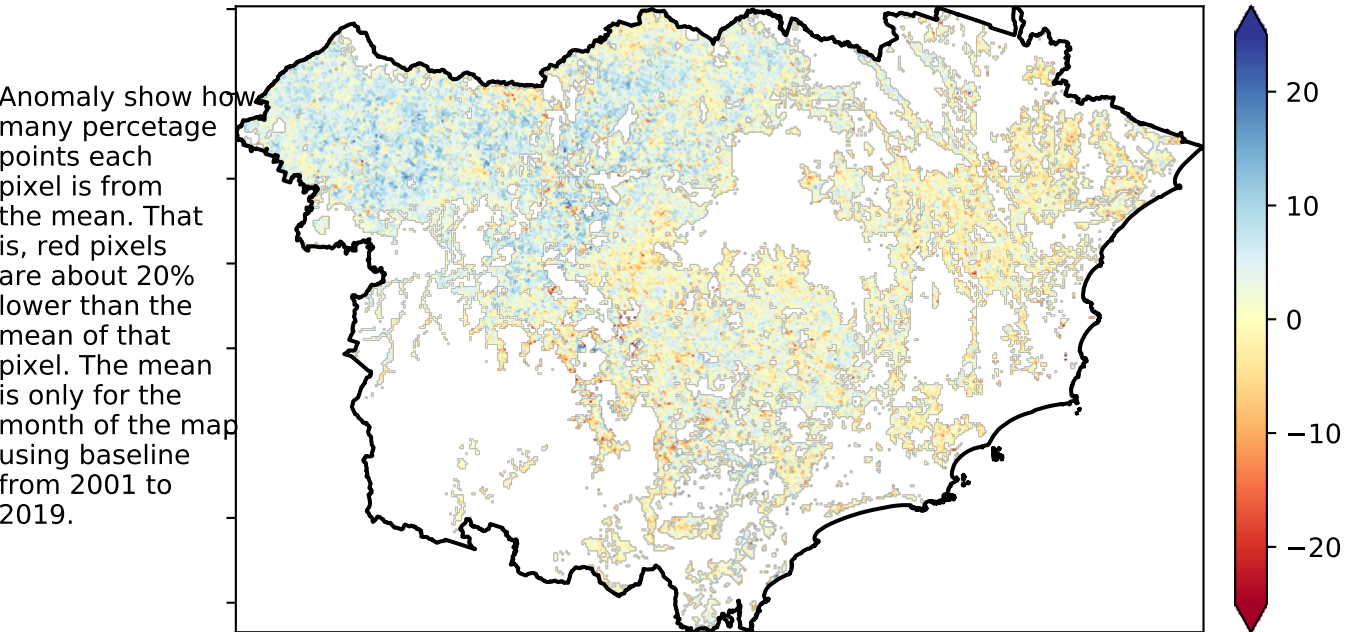 Anomaly show how
many percetage
points each
pixel is from
the mean. That
is, red pixels
are about 20%
lower than the
mean of that
pixel. The mean
is only for the
month of the map
using baseline
from 2001 to
2019.
20
10
0
−10
−20